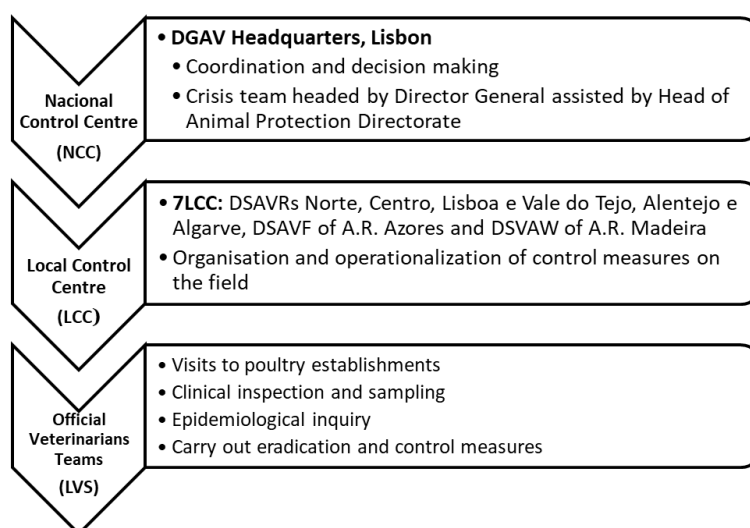 Nacional
Control Centre
(NCC)
• DGAV Headquarters, Lisbon
• Coordination and decision making
• Crisis team headed by Director General assisted by Head of
Animal Protection Directorate
Local Control
Centre
(LCC)
• 7LCC: DSAVRs Norte, Centro, Lisboa e Vale do Tejo, Alentejo e
Algarve, DSAVF of A.R. Azores and DSVAW of A.R. Madeira
• Organisation and operationalization of control measures on
the field
Official
Veterinarians
Teams
(LVS)
• Visits to poultry establishments
• Clinical inspection and sampling
• Epidemiological inquiry
• Carry out eradication and control measures